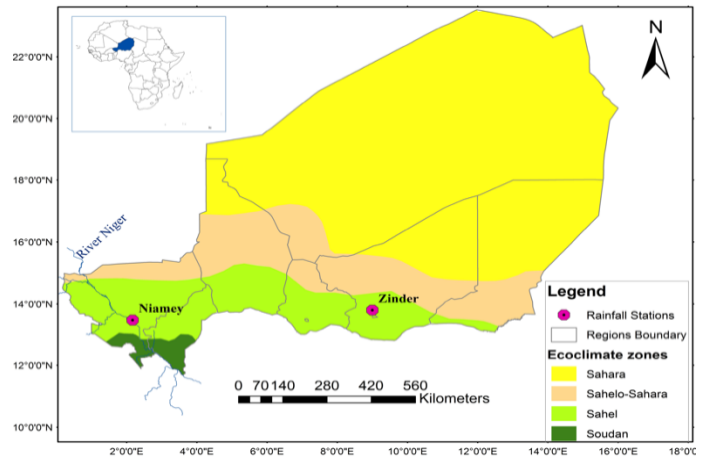 N
22°0'0"N
20°0'0"N
18°0'0"N
16°0'0"N
14°0'0"N
12°0'0"N
10°0'0"N
River Niger
Niamey
Zinder
0 70 140 280 420 560
Kilometers
Legend
Rainfall Stations
Regions Boundary
Ecoclimate zones
Sahara
Sahelo-Sahara
Sahel
Soudan
2°0'0"E 4°0'0"E 6°0'0"E 8°0'0"E 10°0'0"E 12°0'0"E 14°0'0"E 16°0'0"E 18°0'0"E